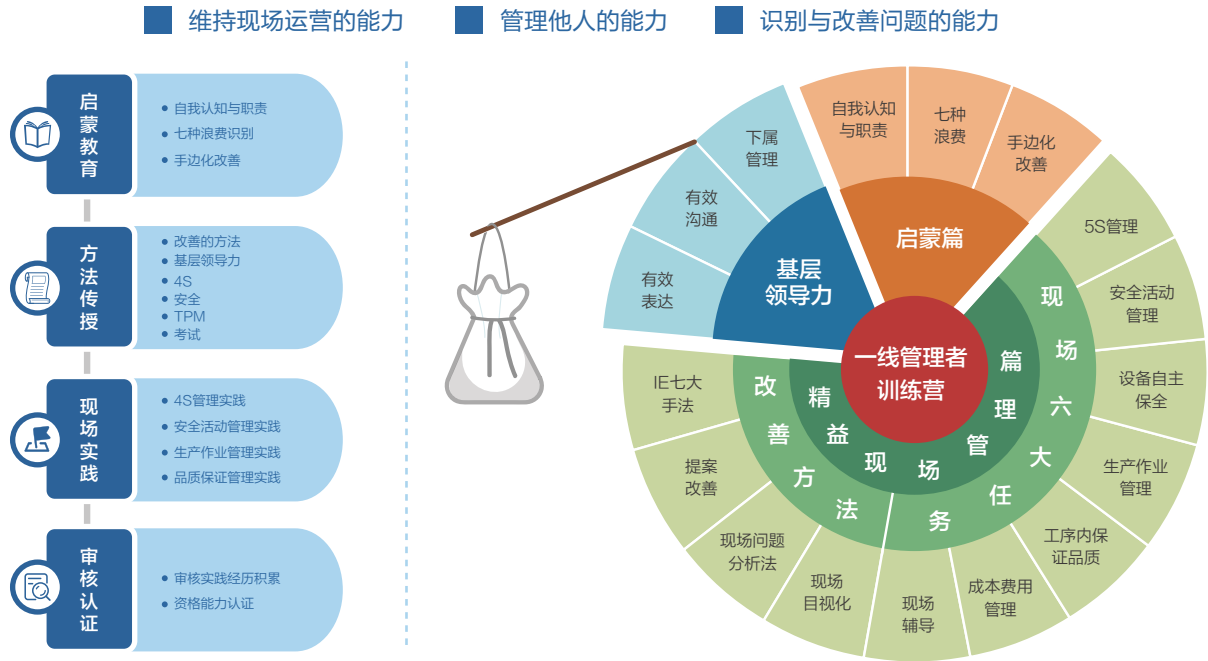 维持现场运营的能力
管理他人的能力
识别与改善问题的能力
启蒙教育
自我认知与职责
七种浪费识别
手边化改善
方法传授
改善的方法
基层领导力
4S
安全
TPM
考试
现场实践
4S管理实践
安全活动管理实践
生产作业管理实践
品质保证管理实践
审核认证
审核实践经历积累
资格能力认证
一线管理者
训练营
启蒙篇
自我认知
与职责
七种
浪费
手边化
改善
基层
领导力
下属
管理
有效
沟通
有效
表达
精益现场管理篇
现场六大任务
5S管理
安全活动
管理
设备自主
保全
生产作业
管理
工序内保
证品质
成本费用
管理
现场
辅导
改善方法
IE七大
手法
提案
改善
现场问题
分析法
现场
目视化